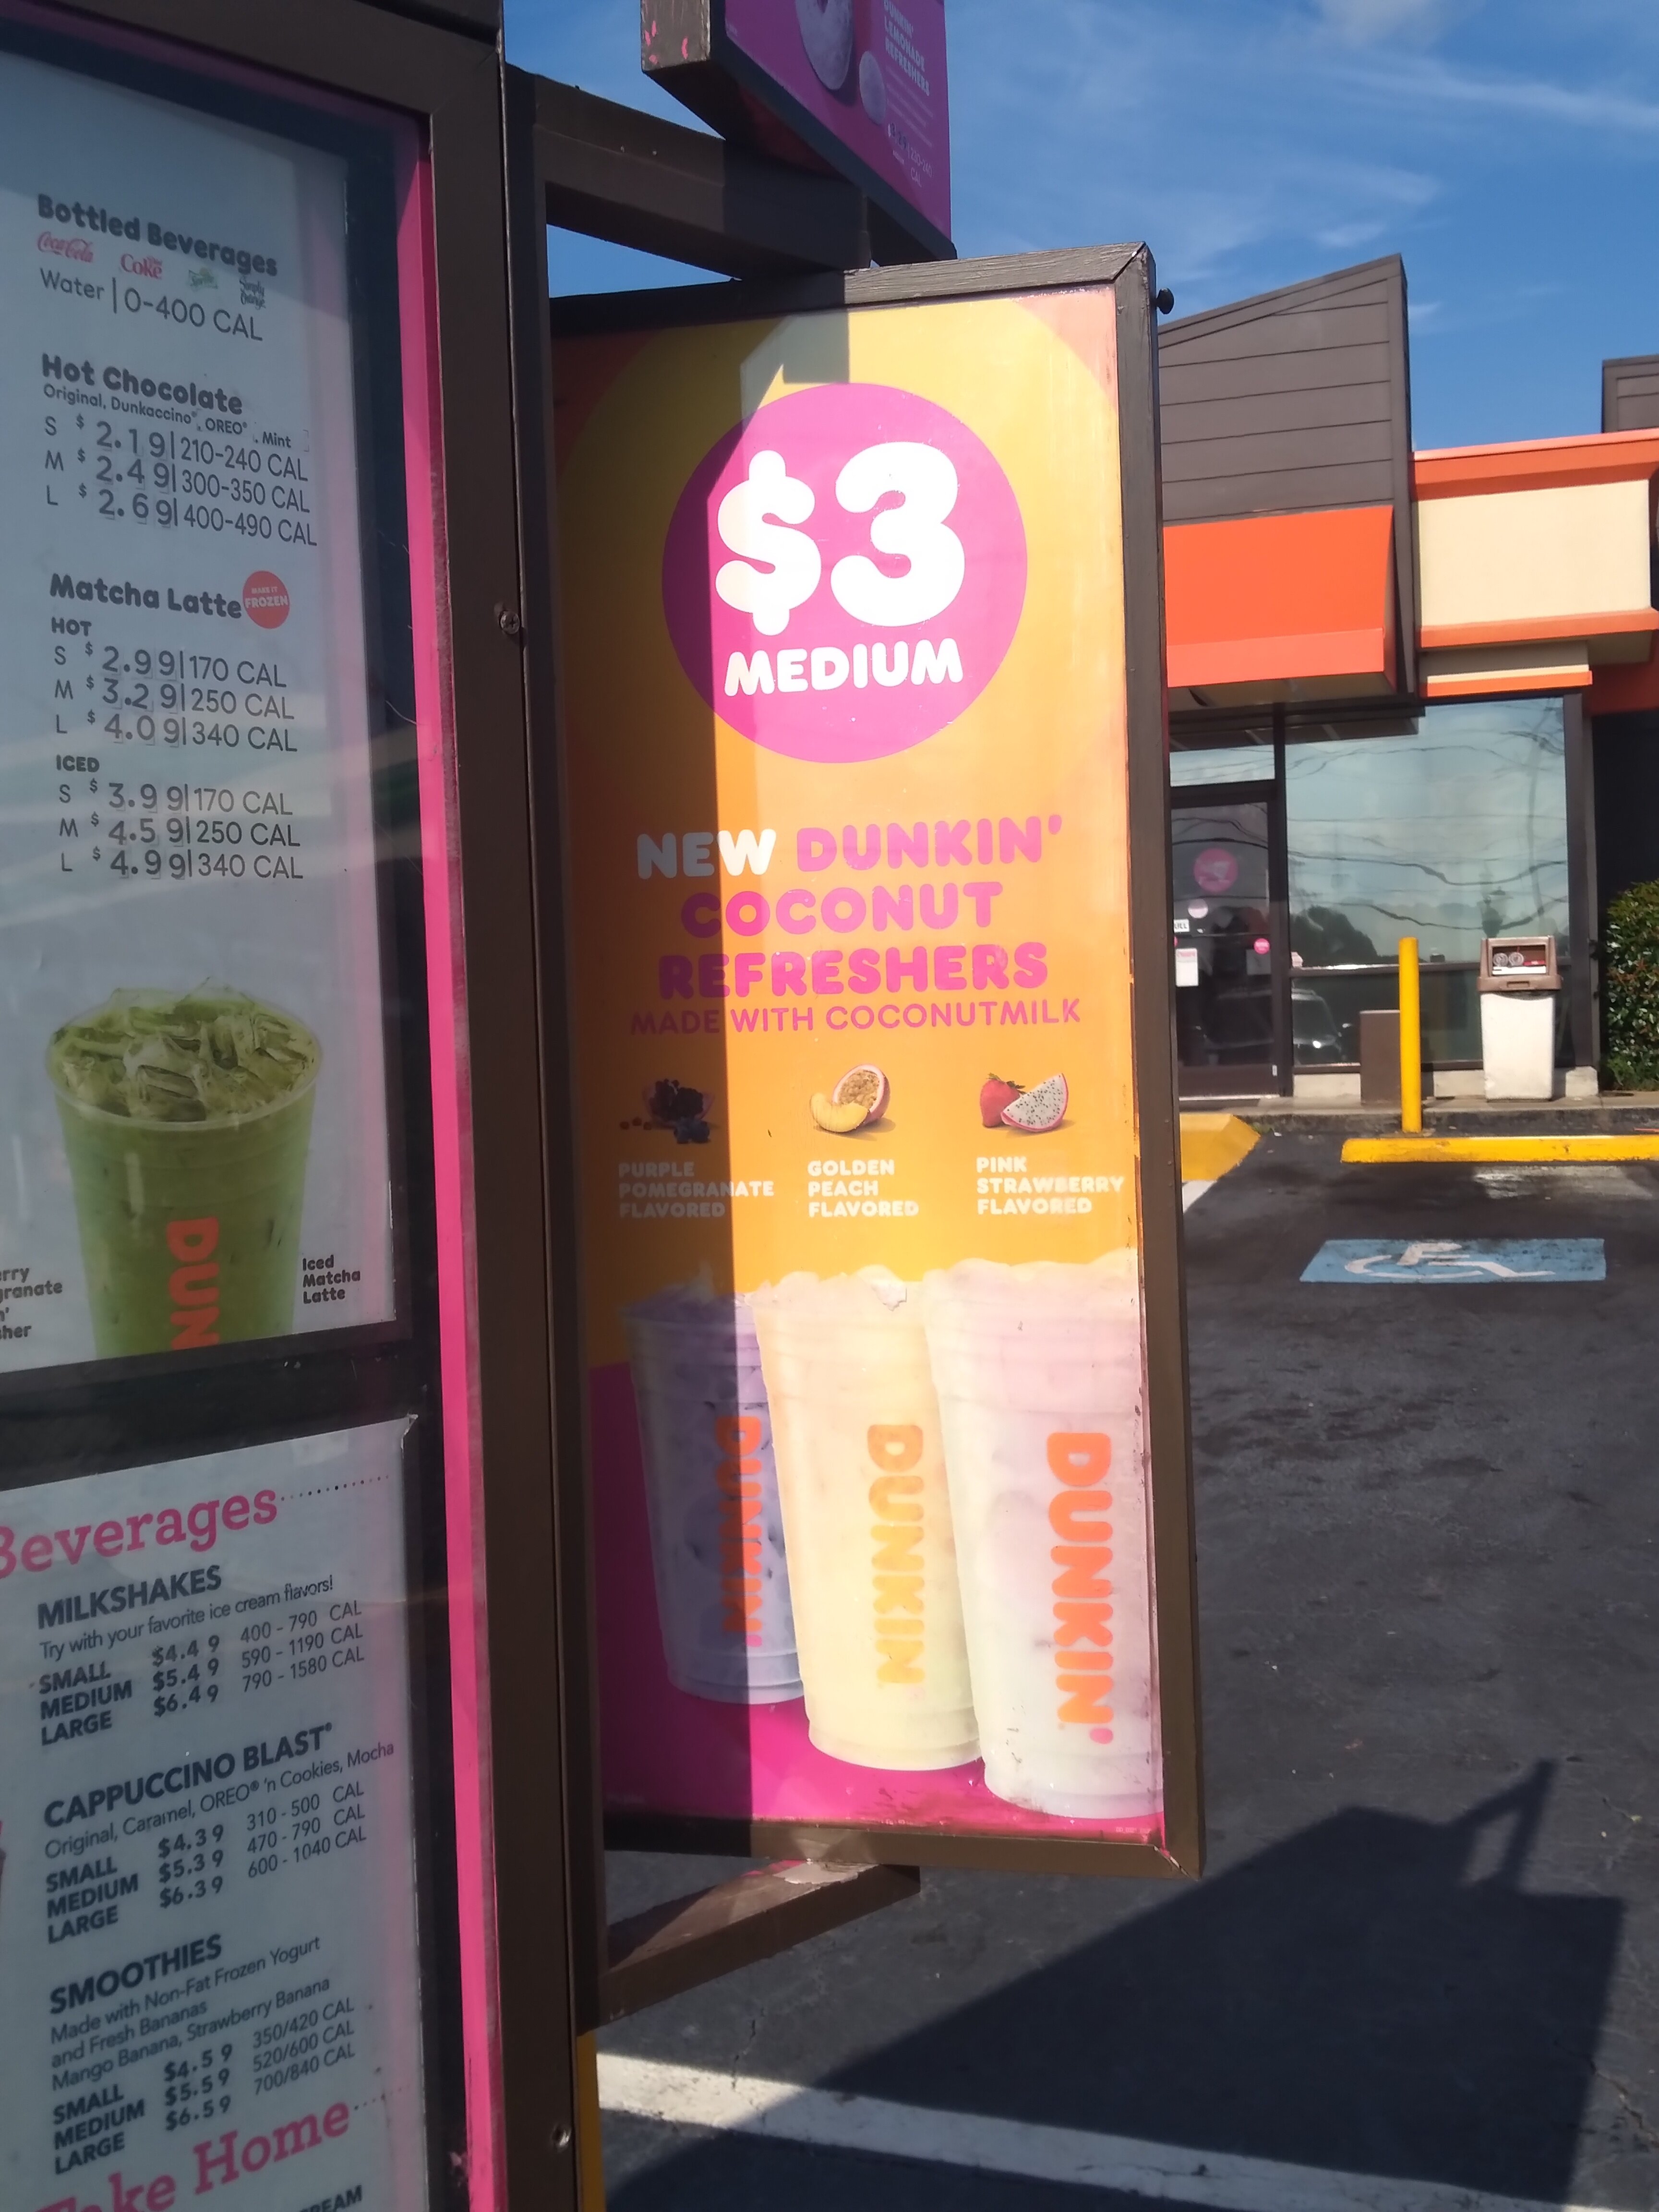 Bottled Beverages
Coca-Cola Coke Sprite Simply Orange
Water | 0-400 CAL
Hot Chocolate
Original, Dunkaccino®, OREO®, Mint
S $2.19 | 210-240 CAL
M $2.49 | 300-350 CAL
L $2.69 | 400-490 CAL
Matcha Latte
MAKE IT
FROZEN
HOT
S $2.99 | 170 CAL
M $3.29 | 250 CAL
L $4.09 | 340 CAL
ICED
S $3.99 | 170 CAL
M $4.59 | 250 CAL
L $4.99 | 340 CAL
DUN
Iced
Matcha
Latte
Beverages
MILKSHAKES
Try with your favorite ice cream flavors!
SMALL $4.49 400 - 790 CAL
MEDIUM $5.49 590 - 1190 CAL
LARGE $6.49 790 - 1580 CAL
CAPPUCCINO BLAST®
Original, Caramel, OREO® 'n Cookies, Mocha
SMALL $4.39 310 - 500 CAL
MEDIUM $5.39 470 - 790 CAL
LARGE $6.39 600 - 1040 CAL
SMOOTHIES
Made with Non-Fat Frozen Yogurt
and Fresh Bananas
Mango Banana, Strawberry Banana
SMALL $4.59 350/420 CAL
MEDIUM $5.59 520/600 CAL
LARGE $6.59 700/840 CAL
Take Home
DUNKIN'
LEMONADE
REFRESHERS
CAL
$3
MEDIUM
NEW DUNKIN'
COCONUT
REFRESHERS
MADE WITH COCONUTMILK
PURPLE
POMEGRANATE
FLAVORED
GOLDEN
PEACH
FLAVORED
PINK
STRAWBERRY
FLAVORED
DUNKIN'
DUNKIN
DUNKIN'